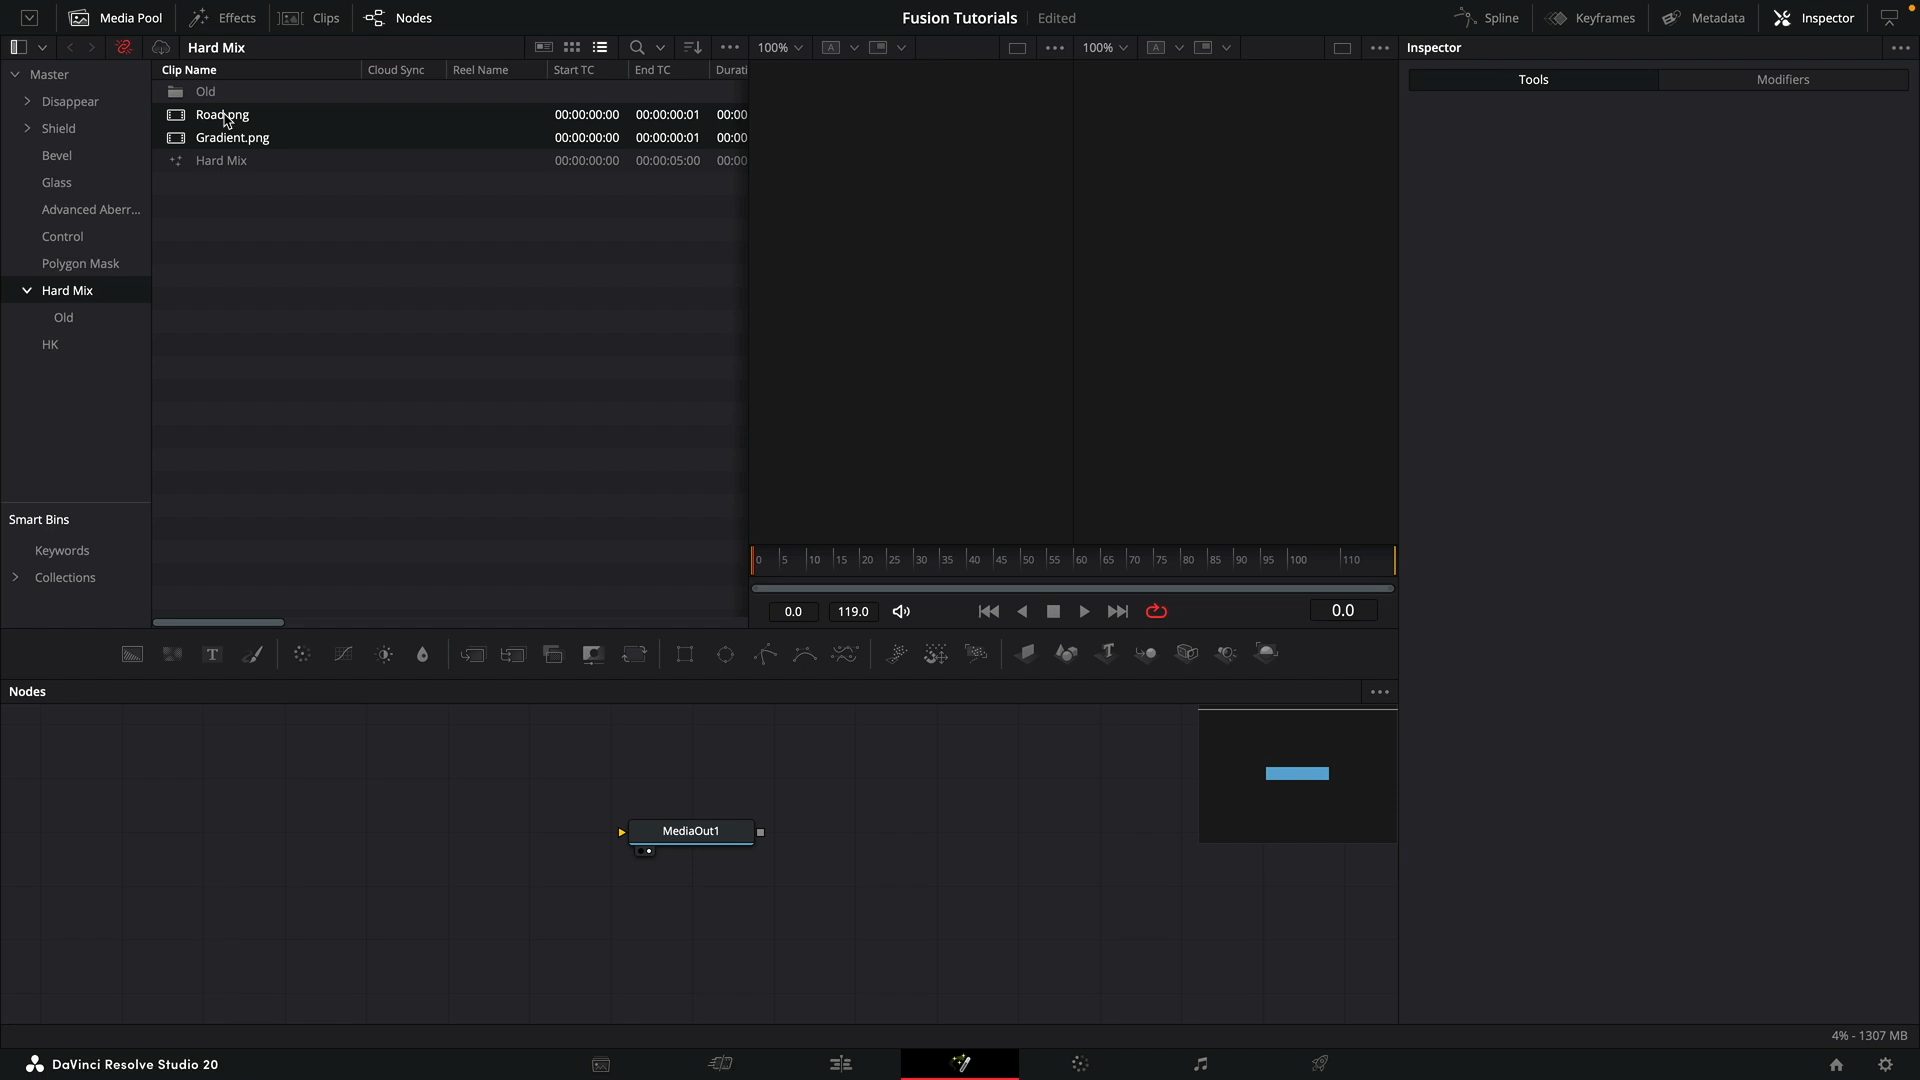 Media Pool Effects Clips Nodes Fusion Tutorials Edited Spline Keyframes Metadata Inspector
Hard Mix 100% A 100% A Inspector
Master Clip Name Cloud Sync Reel Name Start TC End TC Durati Tools Modifiers
Old
Disappear
Road.png 00:00:00:00 00:00:00:01 00:00
Shield
Gradient.png 00:00:00:00 00:00:00:01 00:00
Bevel
Hard Mix 00:00:00:00 00:00:05:00 00:00
Glass
Advanced Aberr...
Control
Polygon Mask
Hard Mix
Old
HK
Smart Bins
Keywords
Collections
0 5 10 15 20 25 30 35 40 45 50 55 60 65 70 75 80 85 90 95 100 110
0.0 119.0 0.0
T
Nodes
MediaOut1
4% - 1307 MB
DaVinci Resolve Studio 20